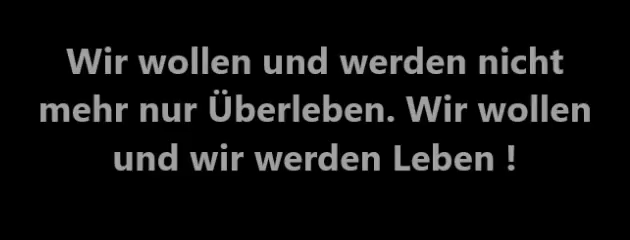 Wir wollen und werden nicht
mehr nur Überleben. Wir wollen
und wir werden Leben !